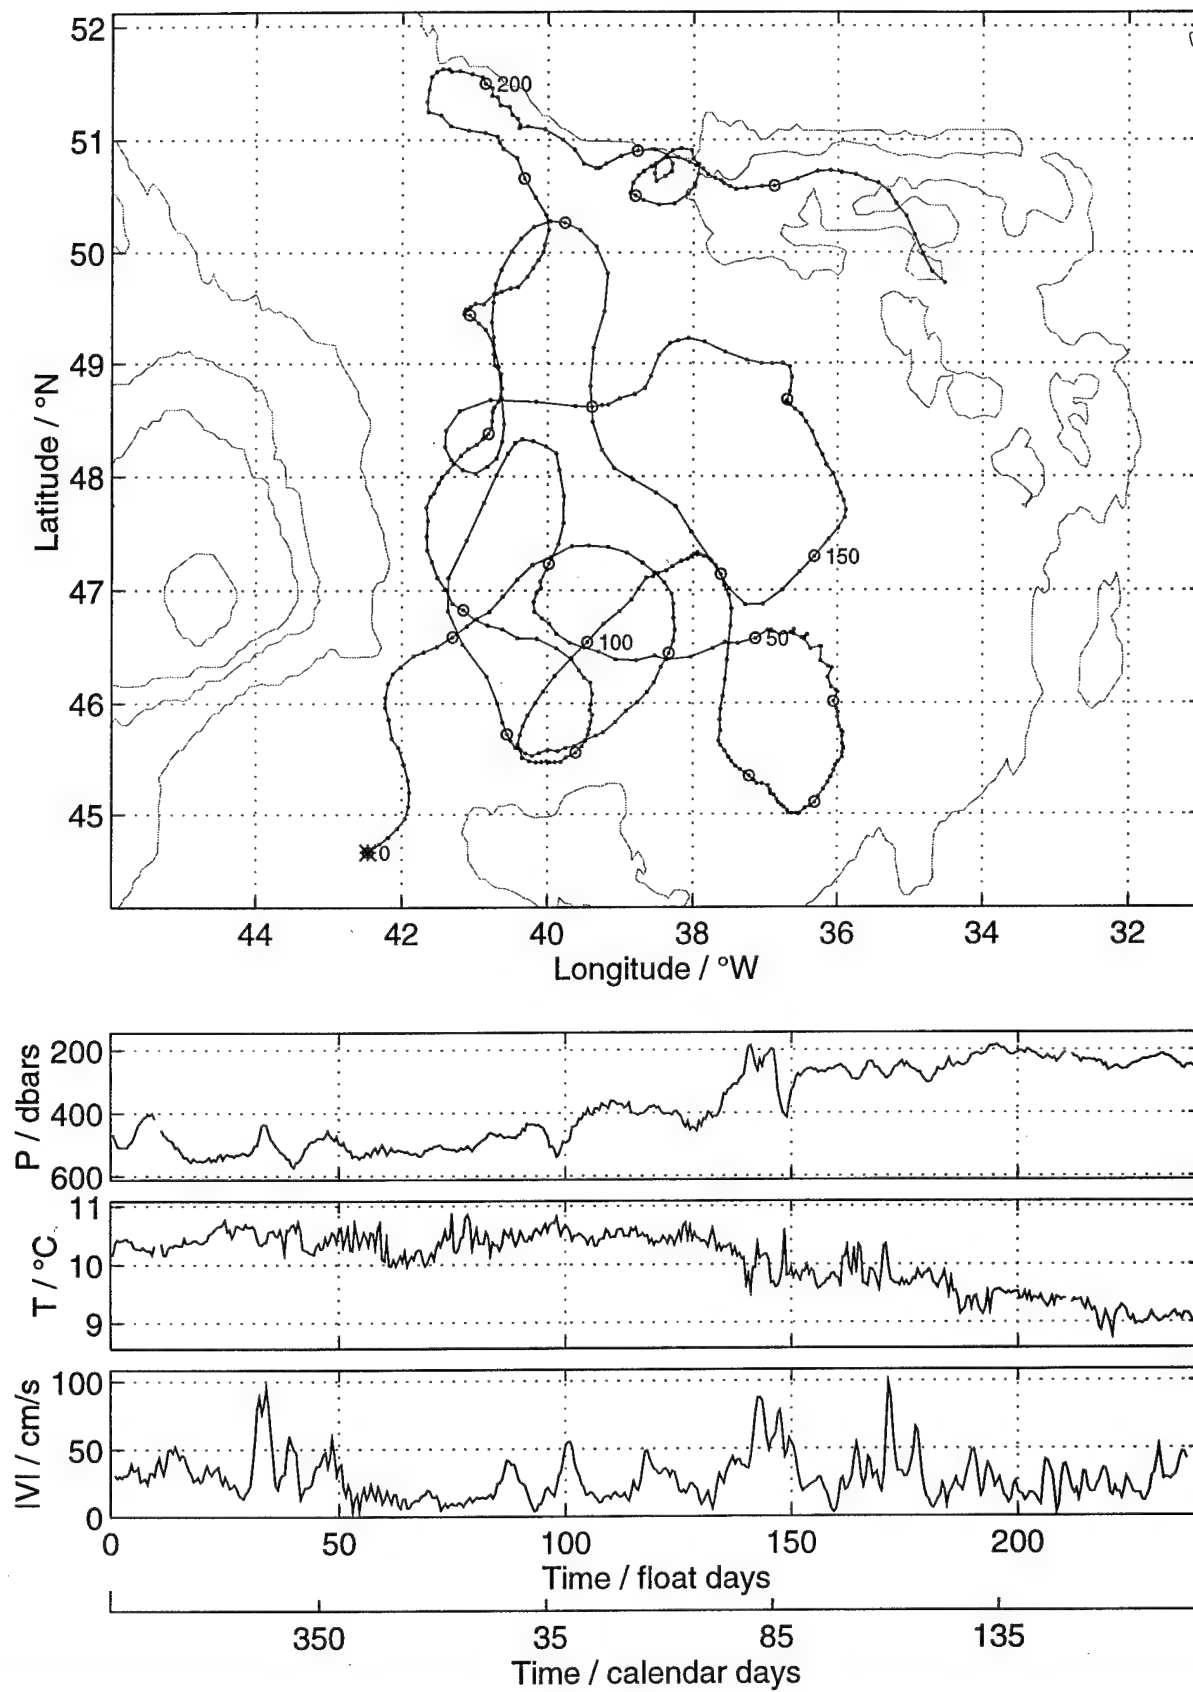 52
51
50
49
48
47
46
45
Latitude / °N
200
150
100
50
0
44 42 40 38 36 34 32
Longitude / °W
200
400
600
P / dbars
11
10
9
T / °C
100
50
0
|V| / cm/s
0 50 100 150 200
Time / float days
350 35 85 135
Time / calendar days